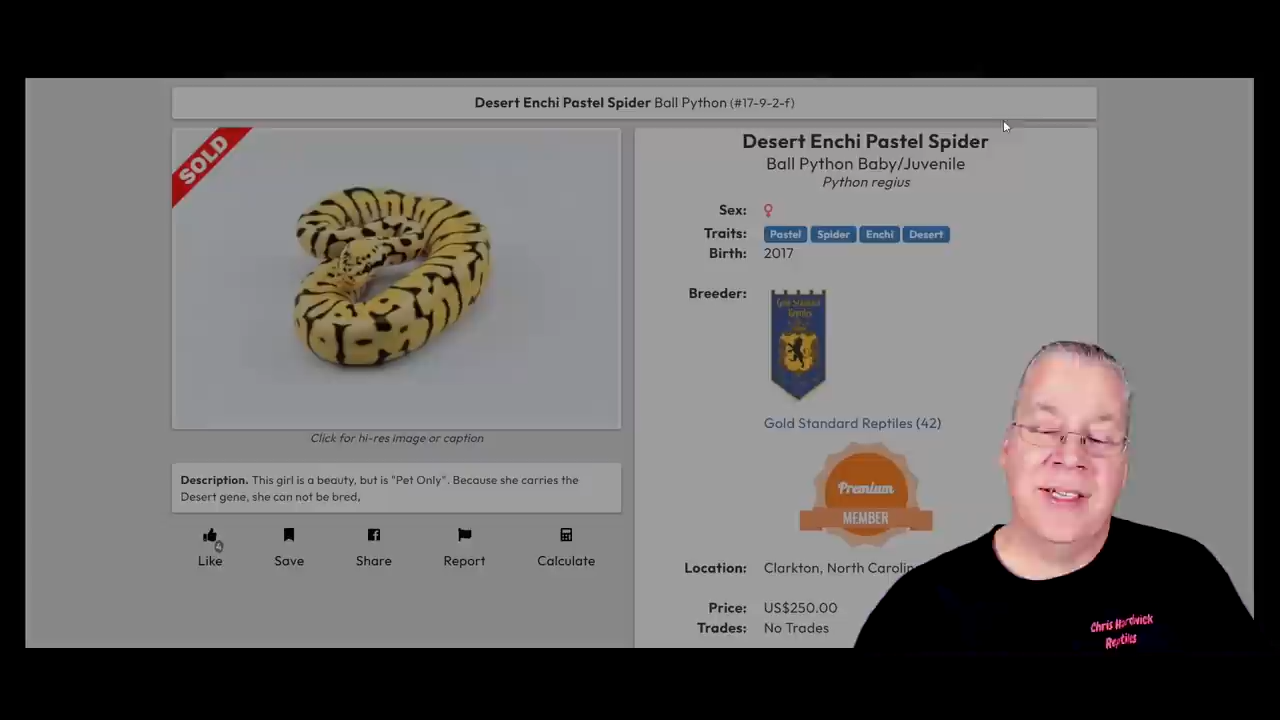 Desert Enchi Pastel Spider Ball Python (#17-9-2-f)
SOLD
Click for hi-res image or caption
Description. This girl is a beauty, but is "Pet Only". Because she carries the
Desert gene, she can not be bred,
Like
4
Save
Share
Report
Calculate
Desert Enchi Pastel Spider
Ball Python Baby/Juvenile
Python regius
Sex: ♀
Traits: Pastel Spider Enchi Desert
Birth: 2017
Breeder:
Gold Standard
Reptiles
Gold Standard Reptiles (42)
Premium
MEMBER
Location: Clarkton, North Carolin
Price: US$250.00
Trades: No Trades
Chris Hardwick
Reptiles